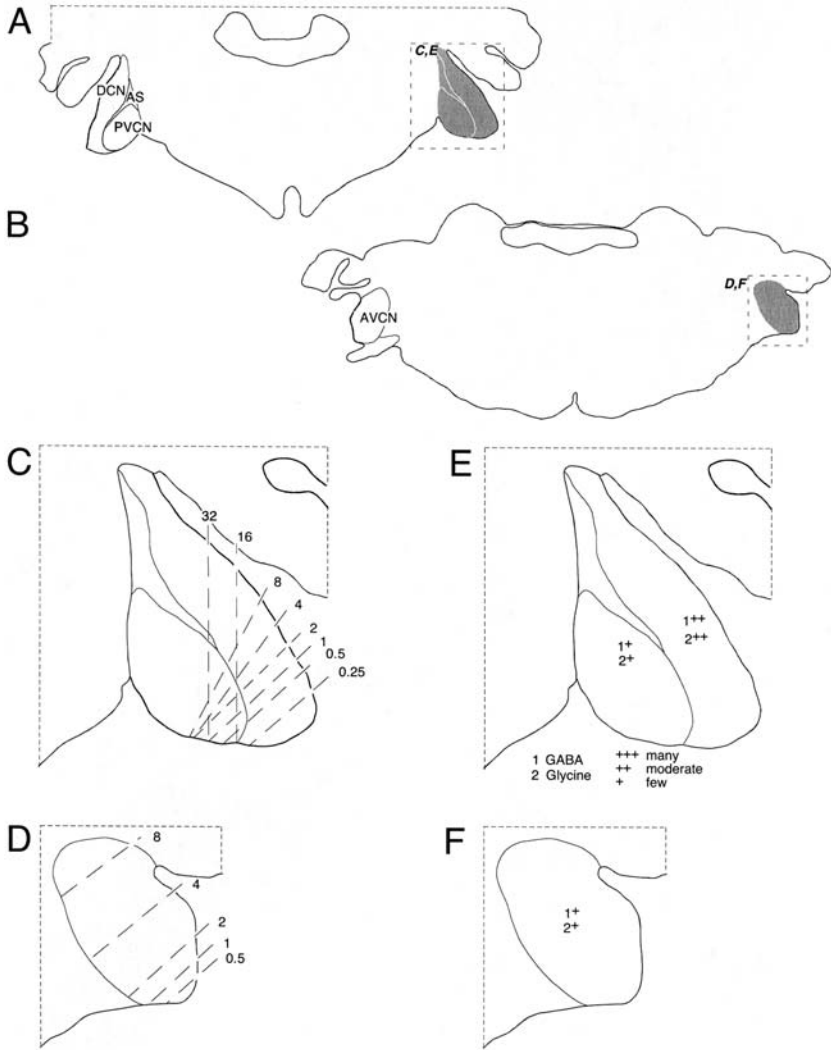 A
C,E
DCN
AS
PVCN
B
D,F
AVCN
C
32
16
8
4
2
1
0.5
0.25
E
1++
2++
1+
2+
1 GABA
2 Glycine
+++ many
++ moderate
+ few
D
8
4
2
1
0.5
F
1+
2+